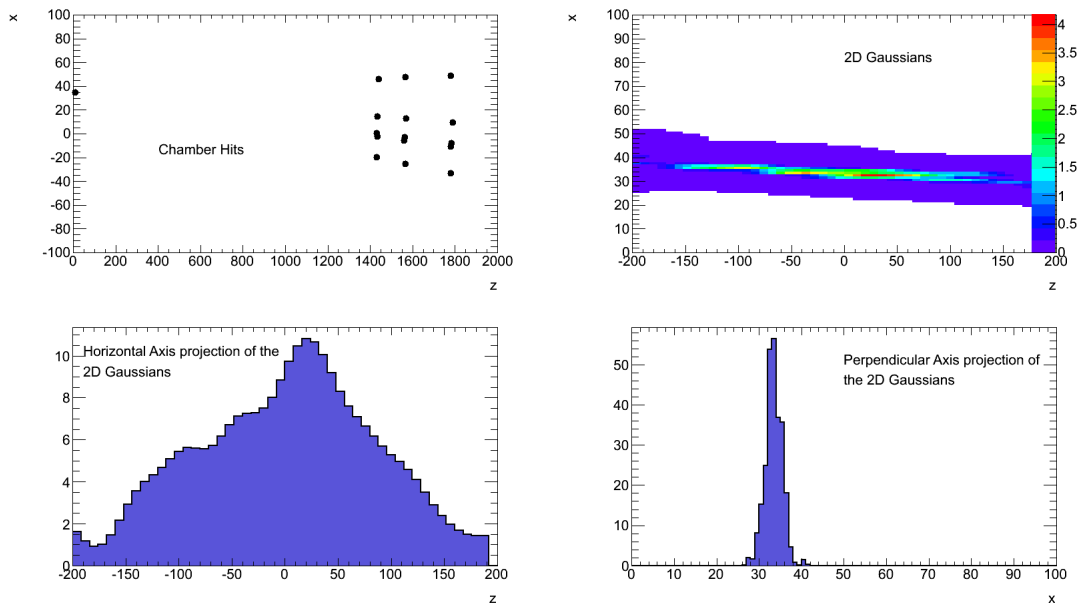 x
100
80
60
40
20
0
-20
-40
-60
-80
-100
Chamber Hits
0 200 400 600 800 1000 1200 1400 1600 1800 2000
z
100
90
80
70
60
50
40
30
20
10
0
2D Gaussians
4
3.5
3
2.5
2
1.5
1
0.5
0
-200 -150 -100 -50 0 50 100 150 200
z
x
Horizontal Axis projection of the
2D Gaussians
10
8
6
4
2
0
-200 -150 -100 -50 0 50 100 150 200
z
Perpendicular Axis projection of
the 2D Gaussians
50
40
30
20
10
0
0 10 20 30 40 50 60 70 80 90 100
x